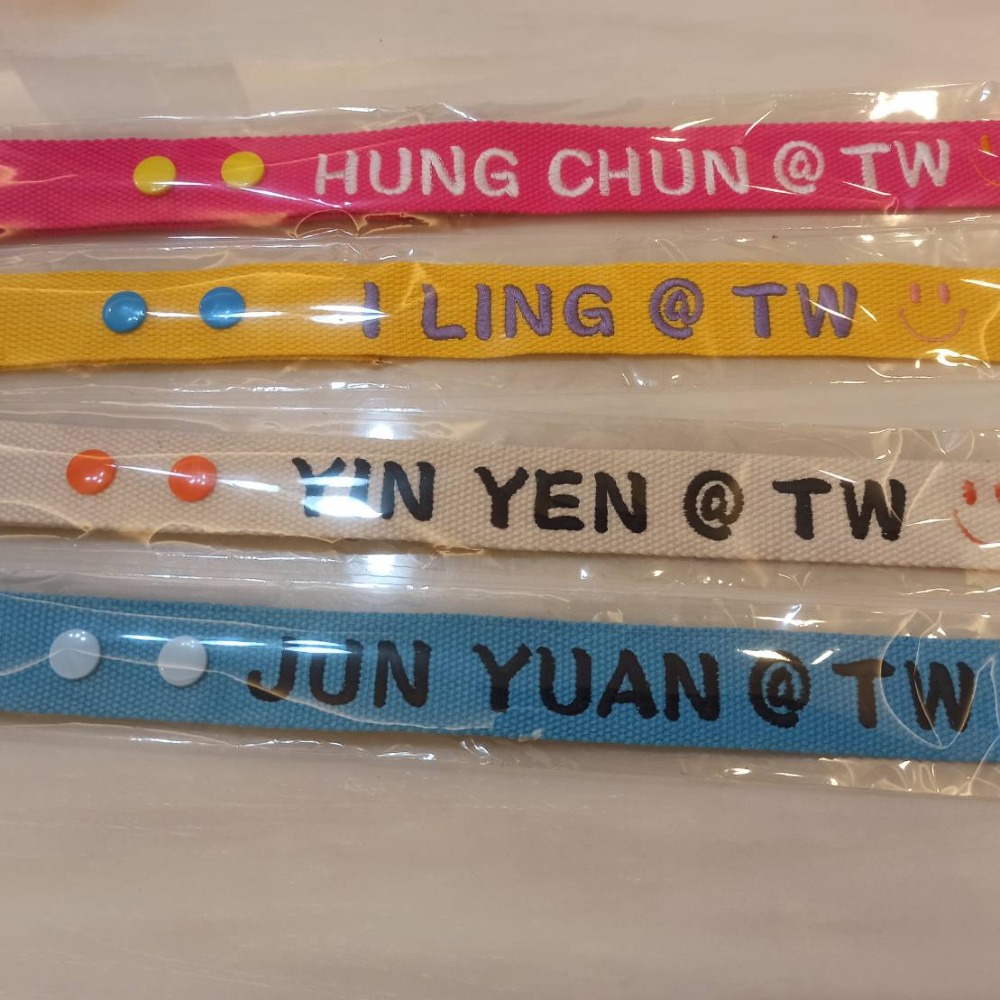 HUNG CHUN @ TW
I LING @ TW
YIN YEN @ TW
JUN YUAN @ TW